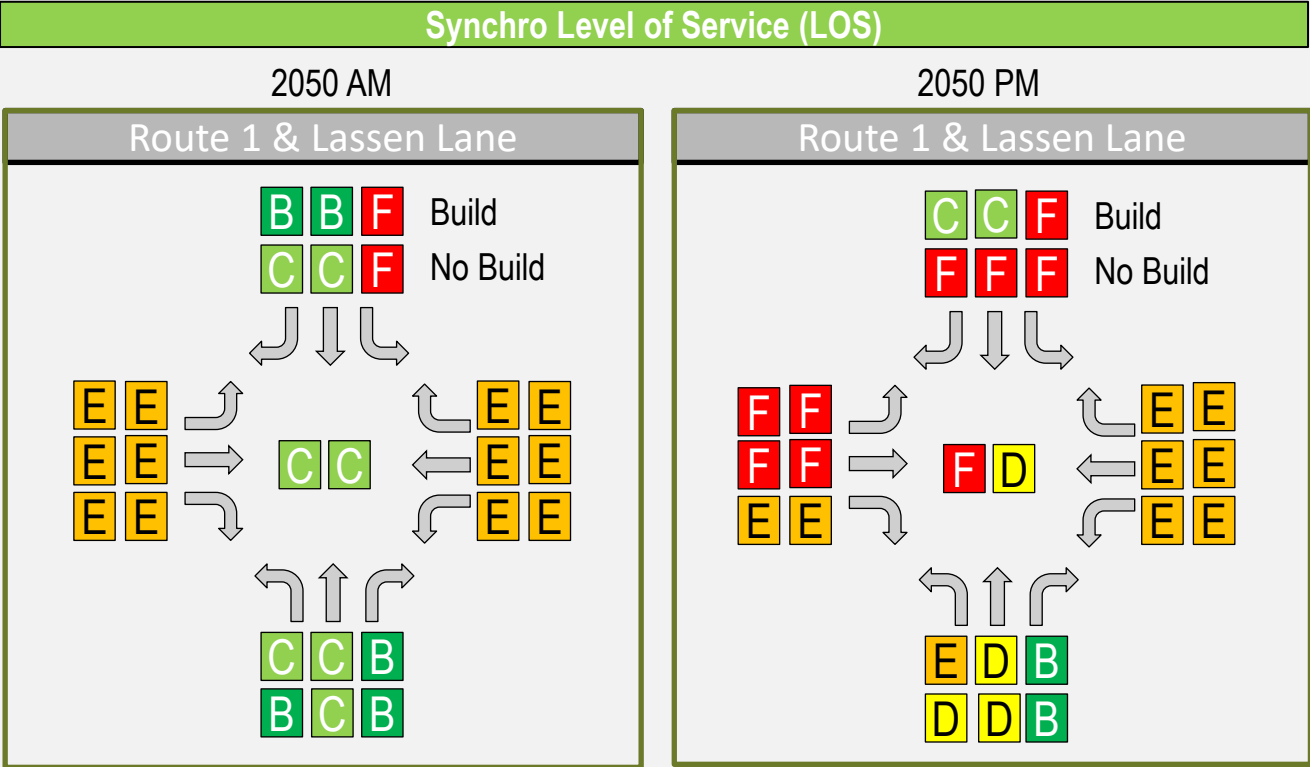 Synchro Level of Service (LOS)
2050 AM
2050 PM
Route 1 & Lassen Lane
B B F Build
C C F No Build
E E E E
E E C C E E
E E E E
C C B
B C B
Route 1 & Lassen Lane
C C F Build
F F F No Build
F F E E
F F F D E E
E E E E
E D B
D D B